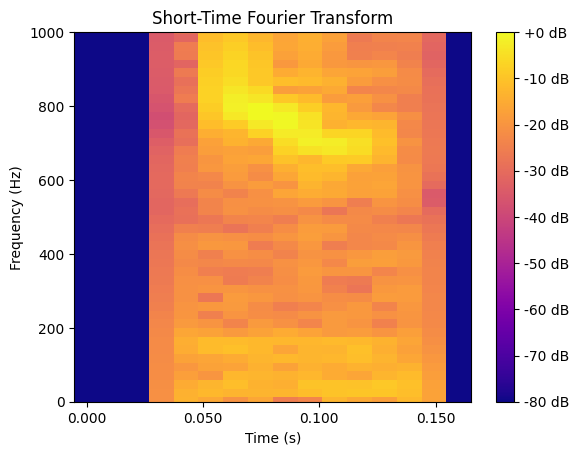 Short-Time Fourier Transform
1000
800
600
400
200
0
Frequency (Hz)
0.000
0.050
0.100
0.150
Time (s)
+0 dB
-10 dB
-20 dB
-30 dB
-40 dB
-50 dB
-60 dB
-70 dB
-80 dB